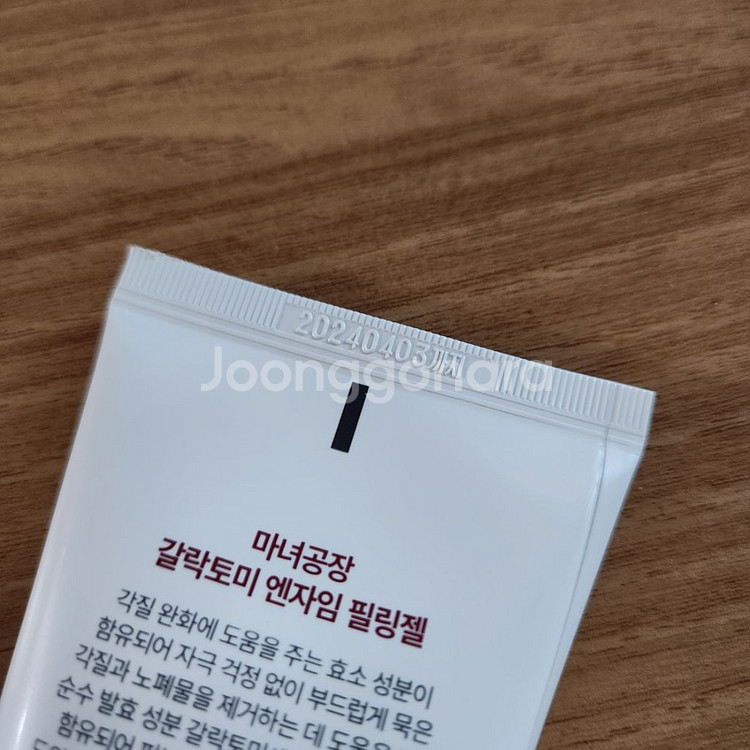 20240403까지
Joonggonara
마녀공장
갈락토미 엔자임 필링젤
각질 완화에 도움을 주는 효소 성분이
함유되어 자극 걱정 없이 부드럽게 묵은
각질과 노폐물을 제거하는 데 도움을
순수 발효 성분 갈락토미
함유되어